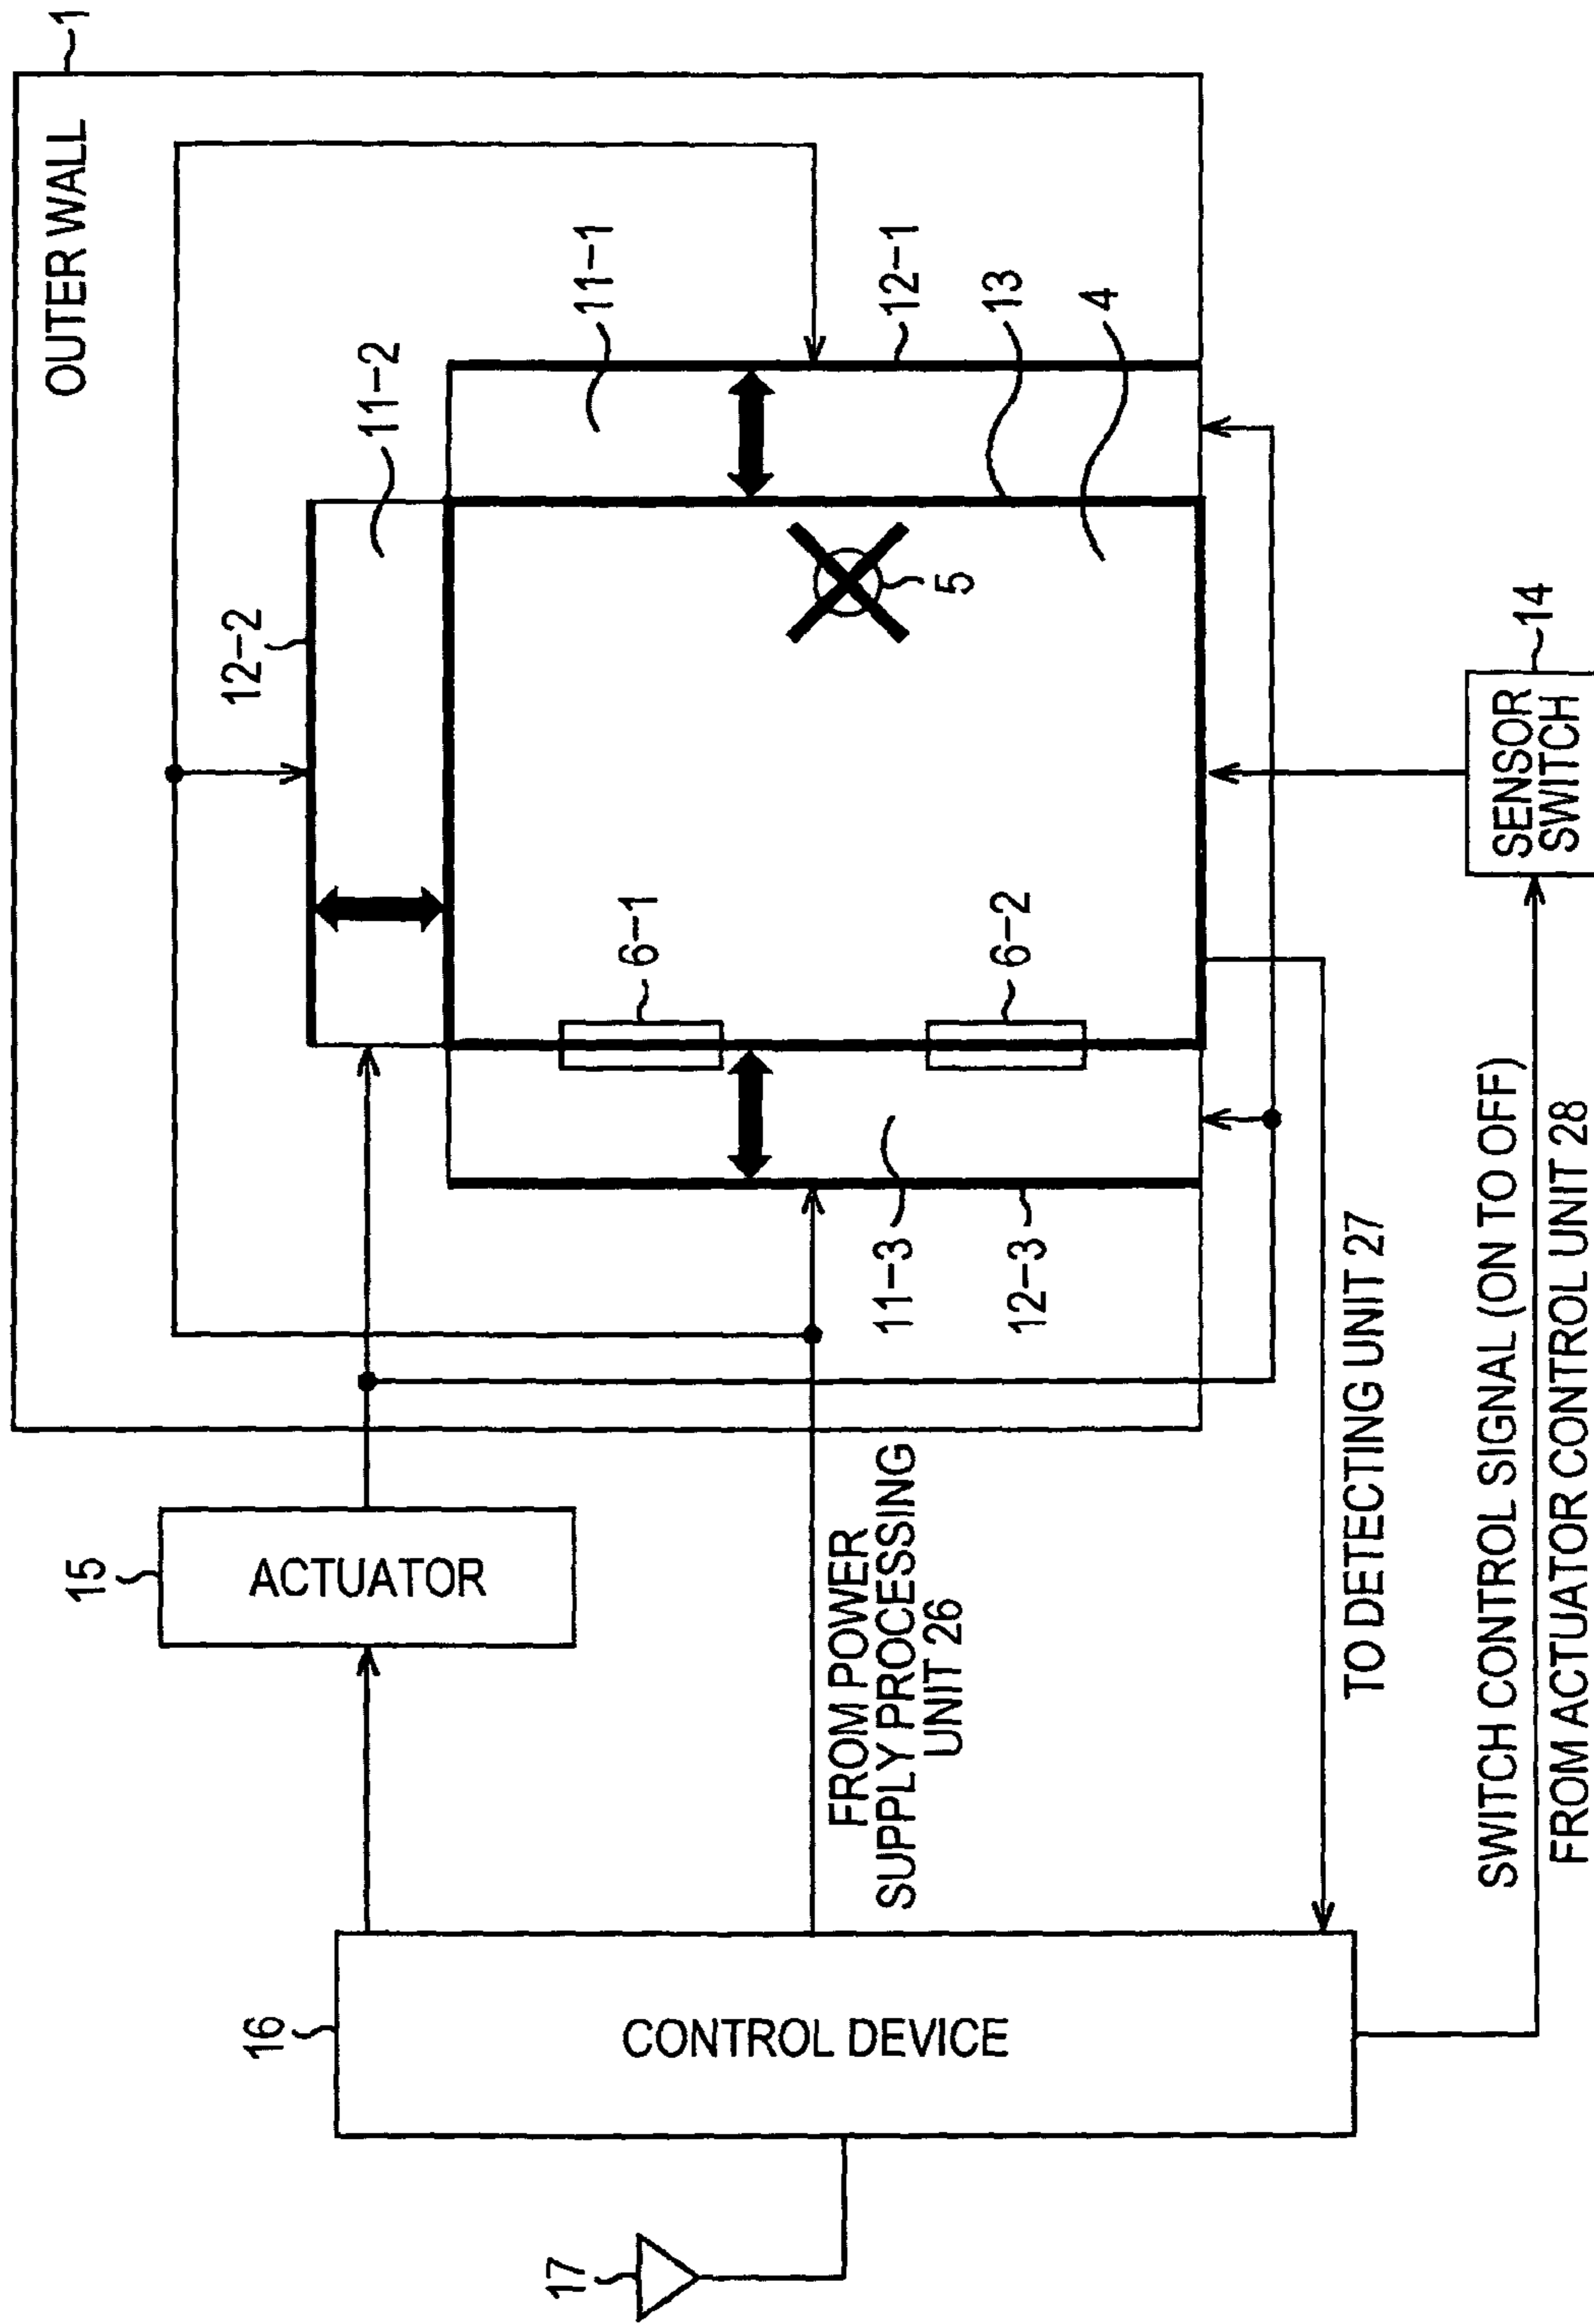 1
OUTER WALL
11-1
11-2
12-2
12-1
13
4
5
6-1
6-2
11-3
12-3
14
SENSOR
SWITCH
15
ACTUATOR
FROM POWER
SUPPLY PROCESSING
UNIT 26
TO DETECTING UNIT 27
SWITCH CONTROL SIGNAL (ON TO OFF)
FROM ACTUATOR CONTROL UNIT 28
16
CONTROL DEVICE
17